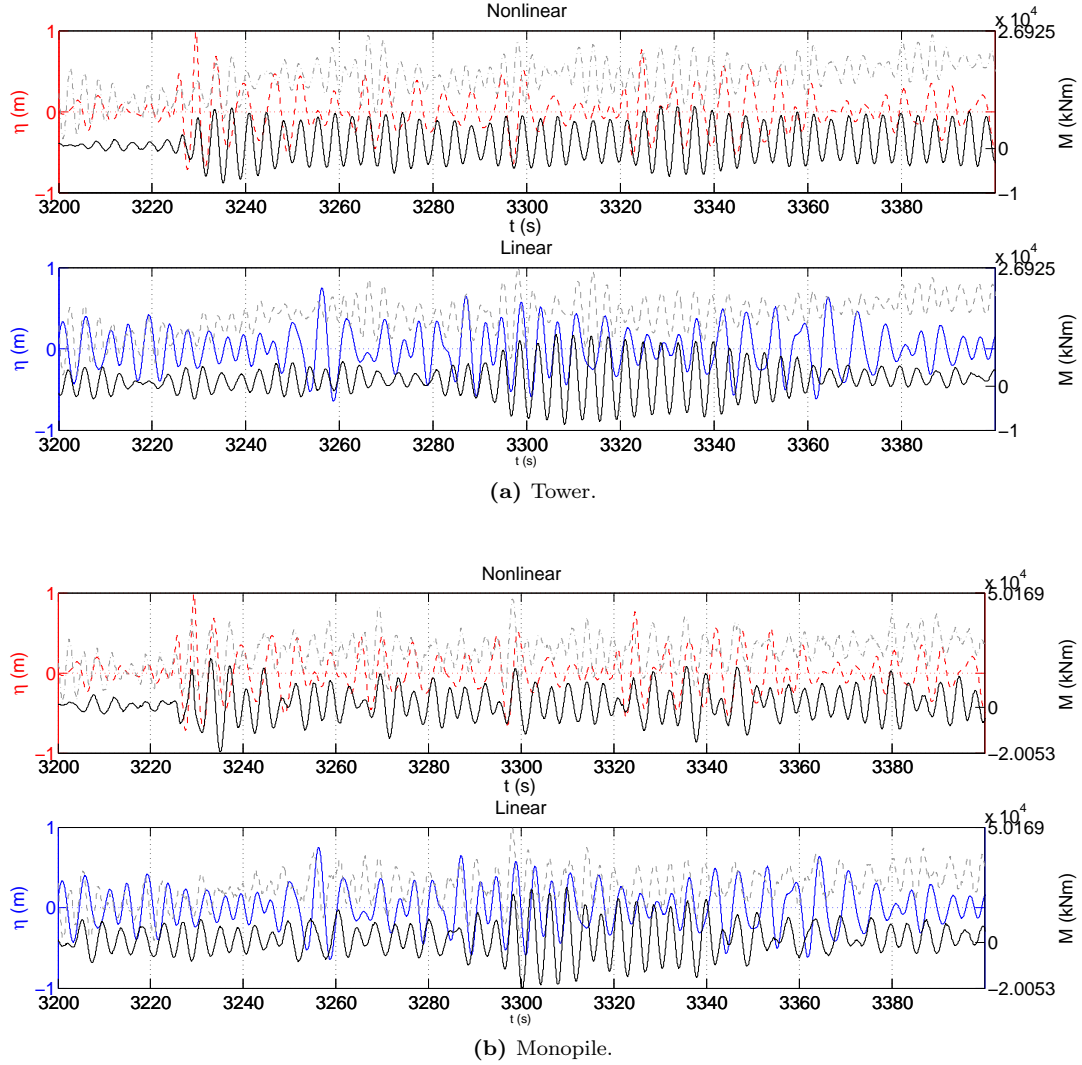 Nonlinear
x 10^4
1
0
−1
η (m)
2.6925
0
−1
M (kNm)
3200 3220 3240 3260 3280 3300 3320 3340 3360 3380
t (s)
Linear
x 10^4
1
0
−1
η (m)
2.6925
0
−1
M (kNm)
3200 3220 3240 3260 3280 3300 3320 3340 3360 3380
t (s)
(a) Tower.
Nonlinear
x 10^4
1
0
−1
η (m)
5.0169
0
−2.0053
M (kNm)
3200 3220 3240 3260 3280 3300 3320 3340 3360 3380
t (s)
Linear
x 10^4
1
0
−1
η (m)
5.0169
0
−2.0053
M (kNm)
3200 3220 3240 3260 3280 3300 3320 3340 3360 3380
t (s)
(b) Monopile.